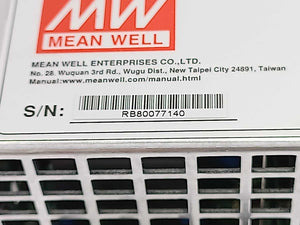 MW
MEAN WELL
MEAN WELL ENTERPRISES CO.,LTD.
No. 28, Wuquan 3rd Rd., Wugu Dist., New Taipei City 24891, Taiwan
Manual:www.meanwell.com/manual.html
S/N:
RB80077140